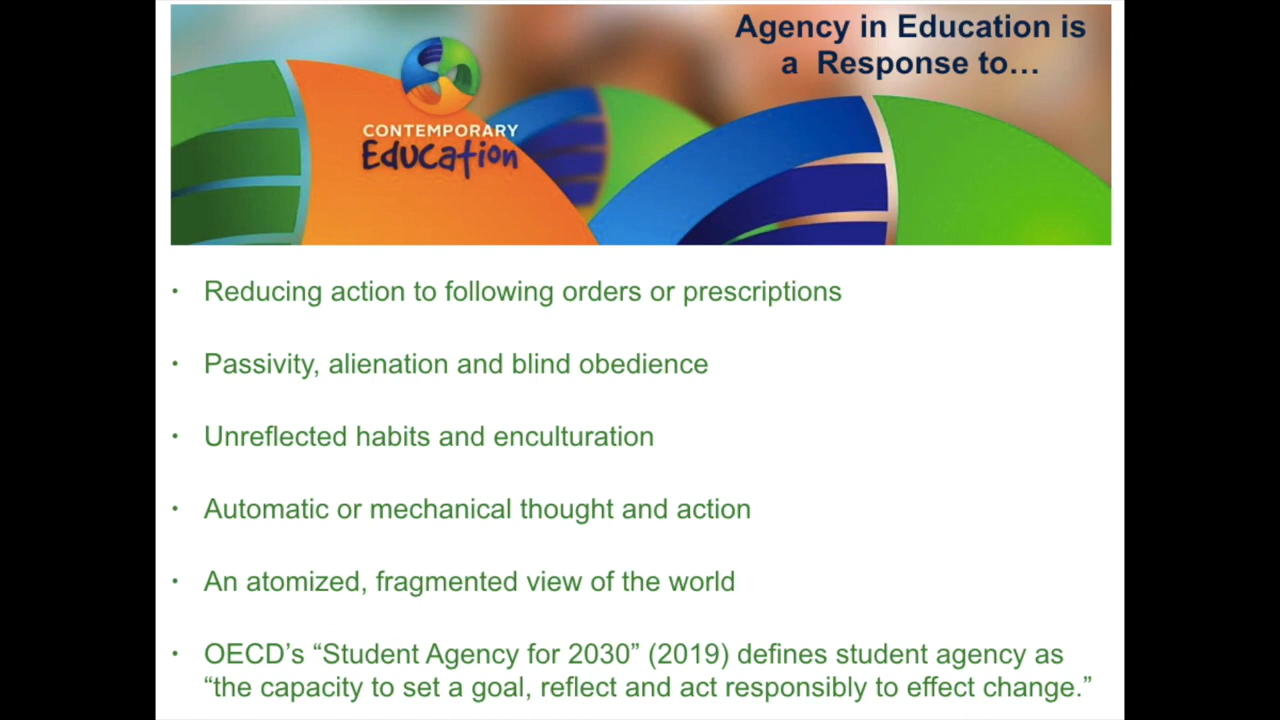 Agency in Education is
a Response to…
CONTEMPORARY
Education
• Reducing action to following orders or prescriptions
• Passivity, alienation and blind obedience
• Unreflected habits and enculturation
• Automatic or mechanical thought and action
• An atomized, fragmented view of the world
• OECD’s “Student Agency for 2030” (2019) defines student agency as
“the capacity to set a goal, reflect and act responsibly to effect change.”